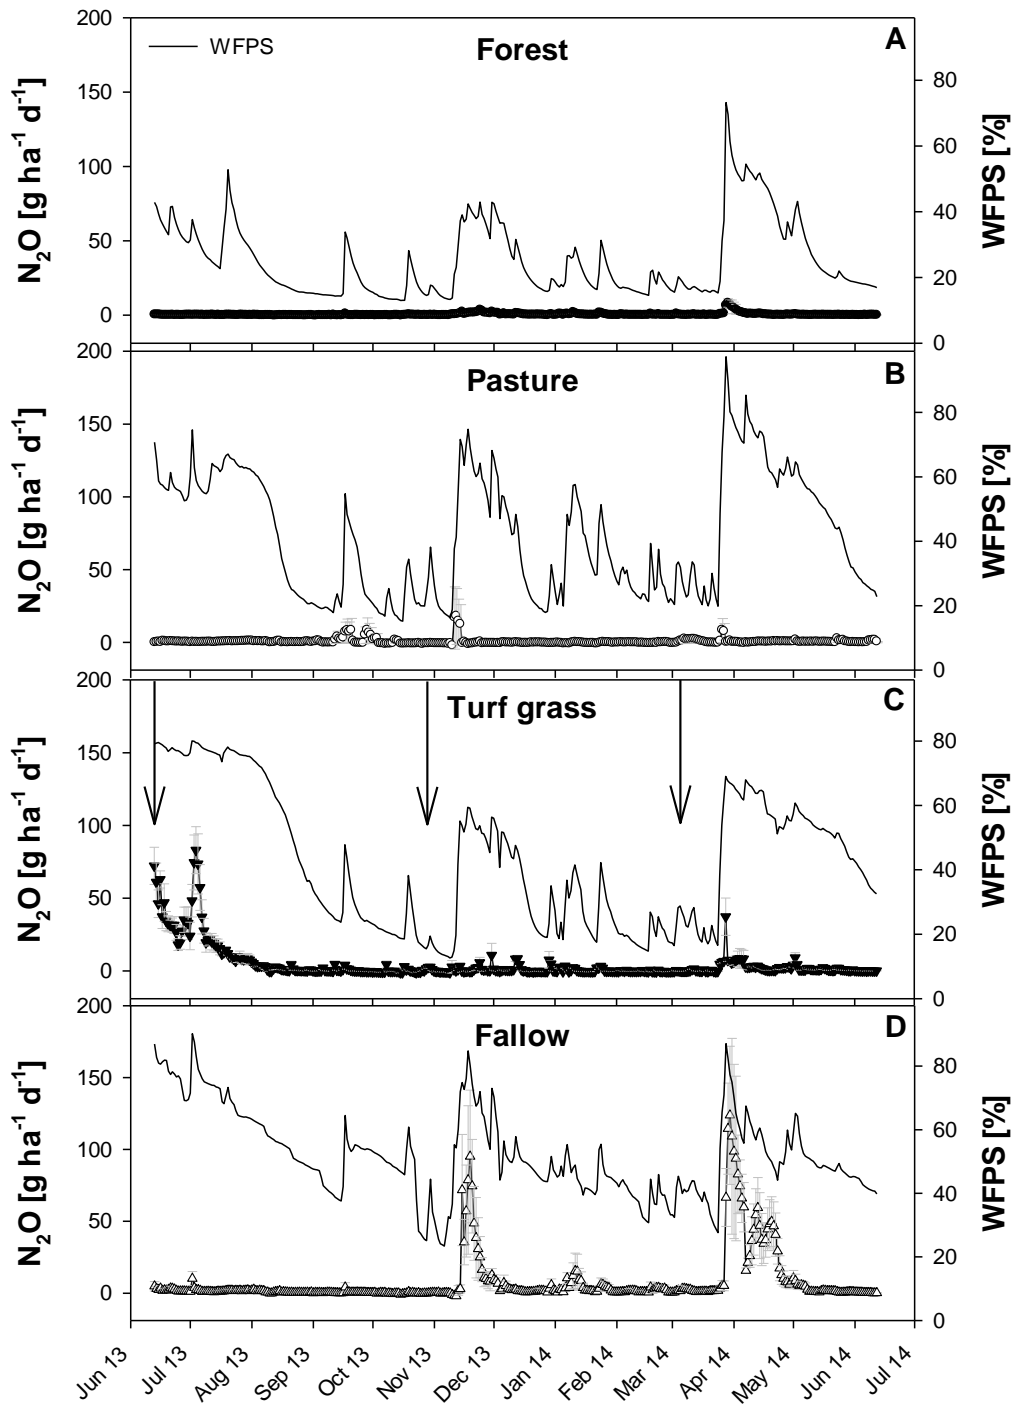 WFPS
Forest
A
N₂O [g ha⁻¹ d⁻¹]
200
150
100
50
0
80
60
40
20
0
WFPS [%]
Pasture
B
N₂O [g ha⁻¹ d⁻¹]
200
150
100
50
0
80
60
40
20
0
WFPS [%]
Turf grass
C
N₂O [g ha⁻¹ d⁻¹]
200
150
100
50
0
80
60
40
20
0
WFPS [%]
Fallow
D
N₂O [g ha⁻¹ d⁻¹]
200
150
100
50
0
80
60
40
20
0
WFPS [%]
Jun 13
Jul 13
Aug 13
Sep 13
Oct 13
Nov 13
Dec 13
Jan 14
Feb 14
Mar 14
Apr 14
May 14
Jun 14
Jul 14